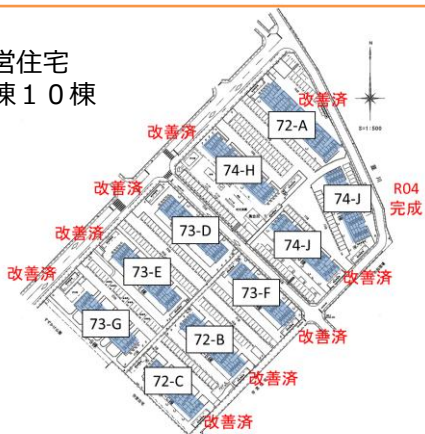 営住宅
棟１０棟
改善済
72-A
改善済
74-H
74-J
R04
完成
改善済
73-D
改善済
74-J
73-E
73-F
改善済
改善済
73-G
72-B
改善済
72-C
改善済
改善済